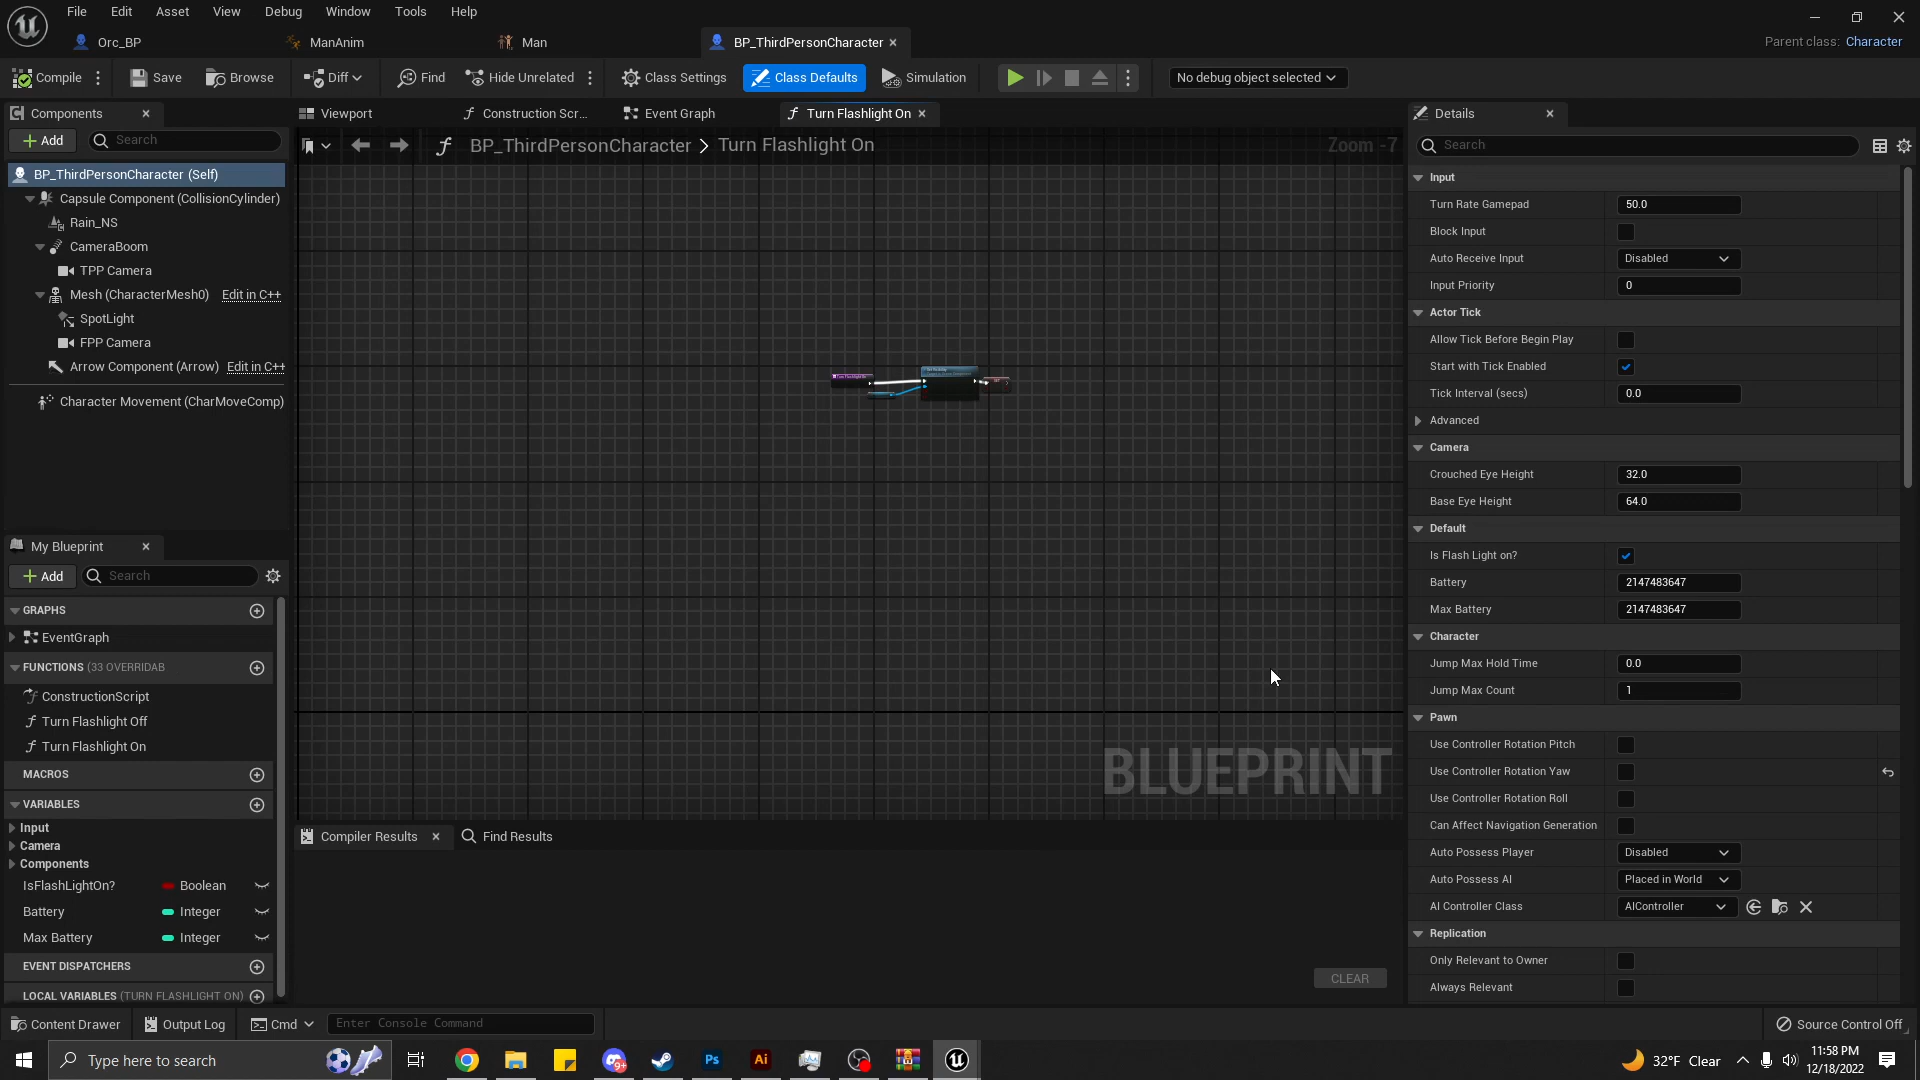 File Edit Asset View Debug Window Tools Help
Orc_BP ManAnim Man BP_ThirdPersonCharacter Parent class: Character
Compile Save Browse Diff Find Hide Unrelated Class Settings Class Defaults Simulation No debug object selected
Components
Add Search
BP_ThirdPersonCharacter (Self)
Capsule Component (CollisionCylinder)
Rain_NS
CameraBoom
TPP Camera
Mesh (CharacterMesh0) Edit in C++
SpotLight
FPP Camera
Arrow Component (Arrow) Edit in C++
Character Movement (CharMoveComp)
My Blueprint
Add Search
GRAPHS
EventGraph
FUNCTIONS (33 OVERRIDAB
ConstructionScript
Turn Flashlight Off
Turn Flashlight On
MACROS
VARIABLES
Input
Camera
Components
IsFlashLightOn? Boolean
Battery Integer
Max Battery Integer
EVENT DISPATCHERS
LOCAL VARIABLES (TURN FLASHLIGHT ON)
Viewport Construction Scr... Event Graph Turn Flashlight On
BP_ThirdPersonCharacter > Turn Flashlight On Zoom -7
BLUEPRINT
Compiler Results Find Results
CLEAR
Details
Search
Input
Turn Rate Gamepad 50.0
Block Input
Auto Receive Input Disabled
Input Priority 0
Actor Tick
Allow Tick Before Begin Play
Start with Tick Enabled
Tick Interval (secs) 0.0
Advanced
Camera
Crouched Eye Height 32.0
Base Eye Height 64.0
Default
Is Flash Light on?
Battery 2147483647
Max Battery 2147483647
Character
Jump Max Hold Time 0.0
Jump Max Count 1
Pawn
Use Controller Rotation Pitch
Use Controller Rotation Yaw
Use Controller Rotation Roll
Can Affect Navigation Generation
Auto Possess Player Disabled
Auto Possess AI Placed in World
AI Controller Class AIController
Replication
Only Relevant to Owner
Always Relevant
Content Drawer Output Log Cmd Enter Console Command Source Control Off
Type here to search Ps Ai 32°F Clear 11:58 PM
12/18/2022